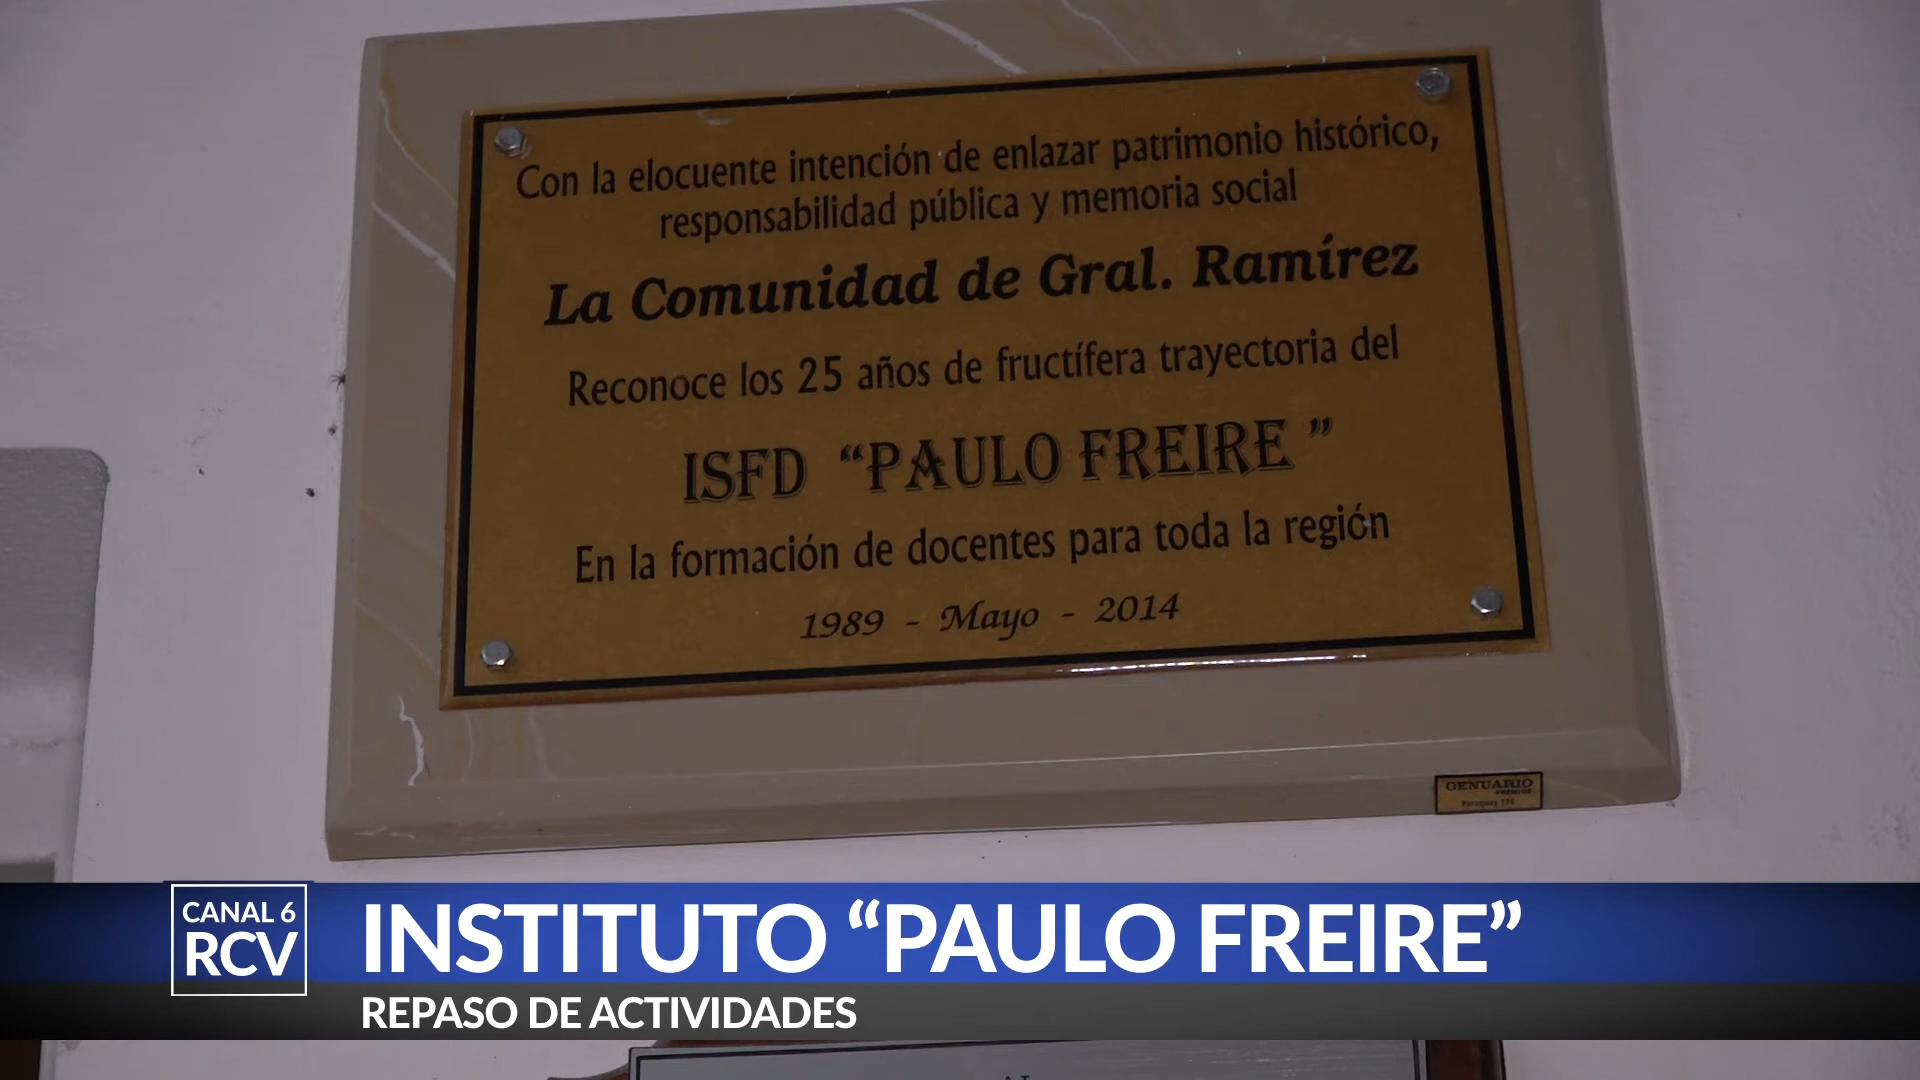 Con la elocuente intención de enlazar patrimonio histórico,
responsabilidad pública y memoria social
La Comunidad de Gral. Ramírez
Reconoce los 25 años de fructífera trayectoria del
ISFD “PAULO FREIRE ”
En la formación de docentes para toda la región
1989 - Mayo - 2014
GENUARIO
PREMIOS
CANAL 6
RCV
INSTITUTO “PAULO FREIRE”
REPASO DE ACTIVIDADES